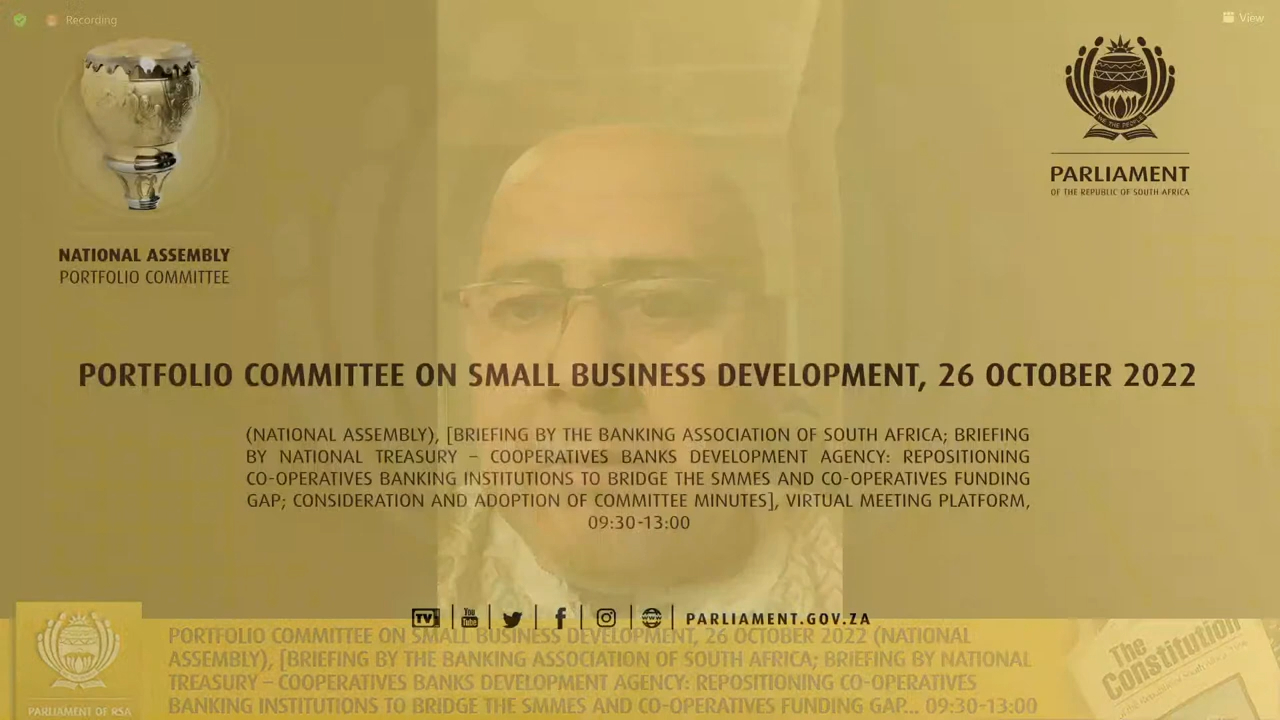 Recording
View
NATIONAL ASSEMBLY
PORTFOLIO COMMITTEE
PARLIAMENT
OF THE REPUBLIC OF SOUTH AFRICA
PORTFOLIO COMMITTEE ON SMALL BUSINESS DEVELOPMENT, 26 OCTOBER 2022
(NATIONAL ASSEMBLY), [BRIEFING BY THE BANKING ASSOCIATION OF SOUTH AFRICA; BRIEFING
BY NATIONAL TREASURY – COOPERATIVES BANKS DEVELOPMENT AGENCY: REPOSITIONING
CO-OPERATIVES BANKING INSTITUTIONS TO BRIDGE THE SMMES AND CO-OPERATIVES FUNDING
GAP; CONSIDERATION AND ADOPTION OF COMMITTEE MINUTES], VIRTUAL MEETING PLATFORM,
09:30-13:00
TV
You Tube
www
PARLIAMENT.GOV.ZA
PORTFOLIO COMMITTEE ON SMALL BUSINESS DEVELOPMENT, 26 OCTOBER 2022 (NATIONAL
ASSEMBLY), [BRIEFING BY THE BANKING ASSOCIATION OF SOUTH AFRICA; BRIEFING BY NATIONAL
TREASURY – COOPERATIVES BANKS DEVELOPMENT AGENCY: REPOSITIONING CO-OPERATIVES
BANKING INSTITUTIONS TO BRIDGE THE SMMES AND CO-OPERATIVES FUNDING GAP... 09:30-13:00
PARLIAMENT OF RSA
The
Constitution